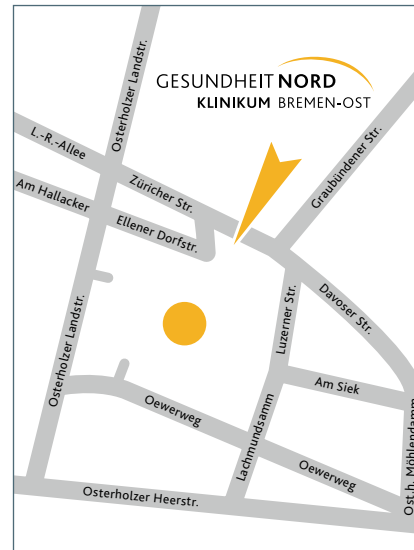 GESUNDHEIT NORD
KLINIKUM BREMEN-OST
Osterholzer Landstr.
L.-R.-Allee
Züricher Str.
Graubündener Str.
Am Hallacker
Ellener Dorfstr.
Osterholzer Landstr.
Luzerner Str.
Davoser Str.
Am Siek
Oewerweg
Lachmundsamm
Oewerweg
Ost.h. Möhlendamm
Osterholzer Heerstr.